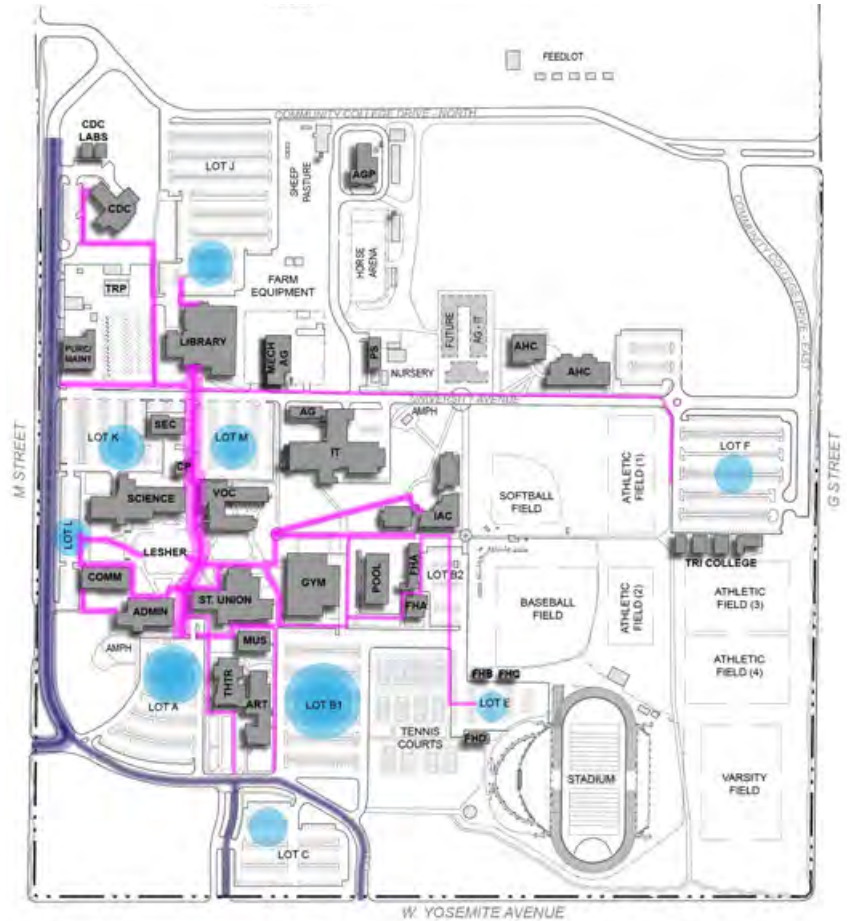 FEEDLOT
COMMUNITY COLLEGE DRIVE - NORTH
CDC
LABS
LOT J
SHEEP
PASTURE
AGP
CDC
COMMUNITY COLLEGE DRIVE - EAST
HORSE
ARENA
FARM
EQUIPMENT
TRP
FUTURE
AG - IT
PURC/
MAINT
LIBRARY
MECH
AG
PS
NURSERY
AHC
AHC
UNIVERSITY AVENUE
AMPH
AG
SEC
LOT K
LOT M
IT
LOT F
M STREET
G STREET
CP
SCIENCE
VOC
SOFTBALL
FIELD
ATHLETIC
FIELD (1)
IAC
LOT L
LESHER
TRI COLLEGE
COMM
GYM
POOL
FHA
LOT B2
ADMIN
ST. UNION
FHA
BASEBALL
FIELD
ATHLETIC
FIELD (2)
ATHLETIC
FIELD (3)
AMPH
MUS
ATHLETIC
FIELD (4)
THTR
ART
LOT A
LOT B1
FHB
FHC
LOT E
TENNIS
COURTS
FHD
STADIUM
VARSITY
FIELD
LOT C
W. YOSEMITE AVENUE